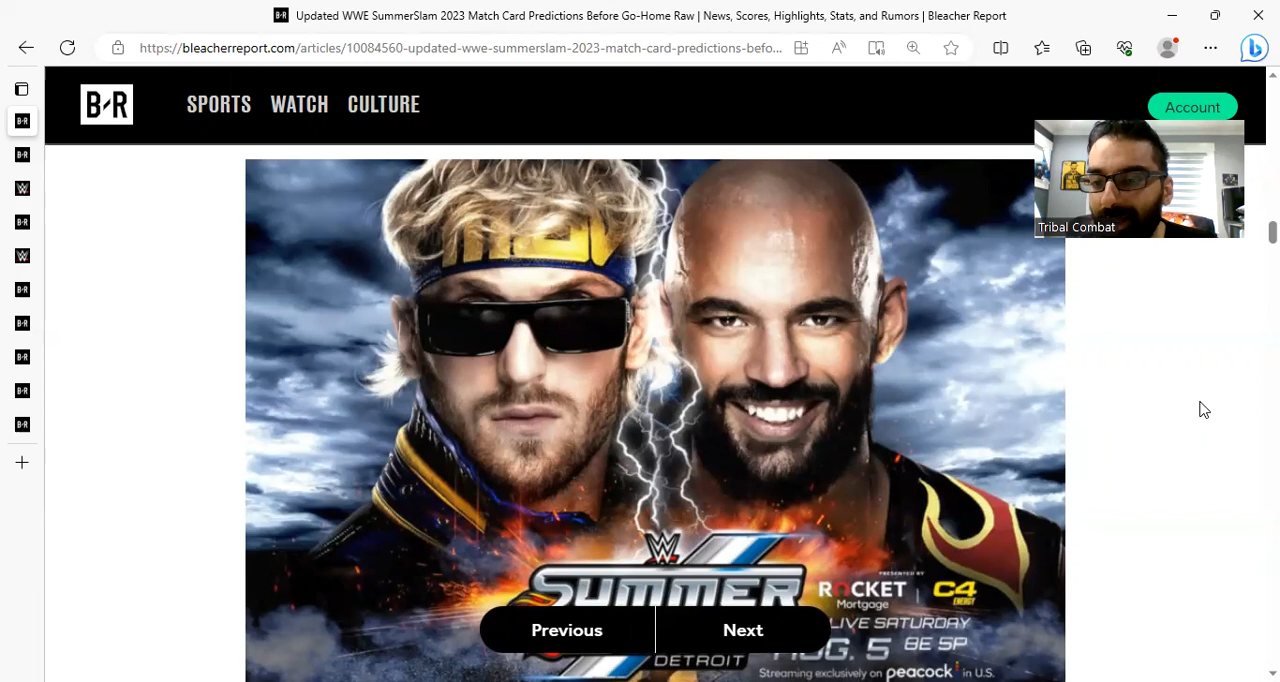 B/R Updated WWE SummerSlam 2023 Match Card Predictions Before Go-Home Raw | News, Scores, Highlights, Stats, and Rumors | Bleacher Report
https://bleacherreport.com/articles/10084560-updated-wwe-summerslam-2023-match-card-predictions-befo...
B/R SPORTS WATCH CULTURE
Account
Tribal Combat
W
SUMMER
PRESENTED BY
ROCKET Mortgage | C4 ENERGY
LIVE SATURDAY
AUG. 5 8E 5P
Previous Next
DETROIT
Streaming exclusively on peacock in U.S.